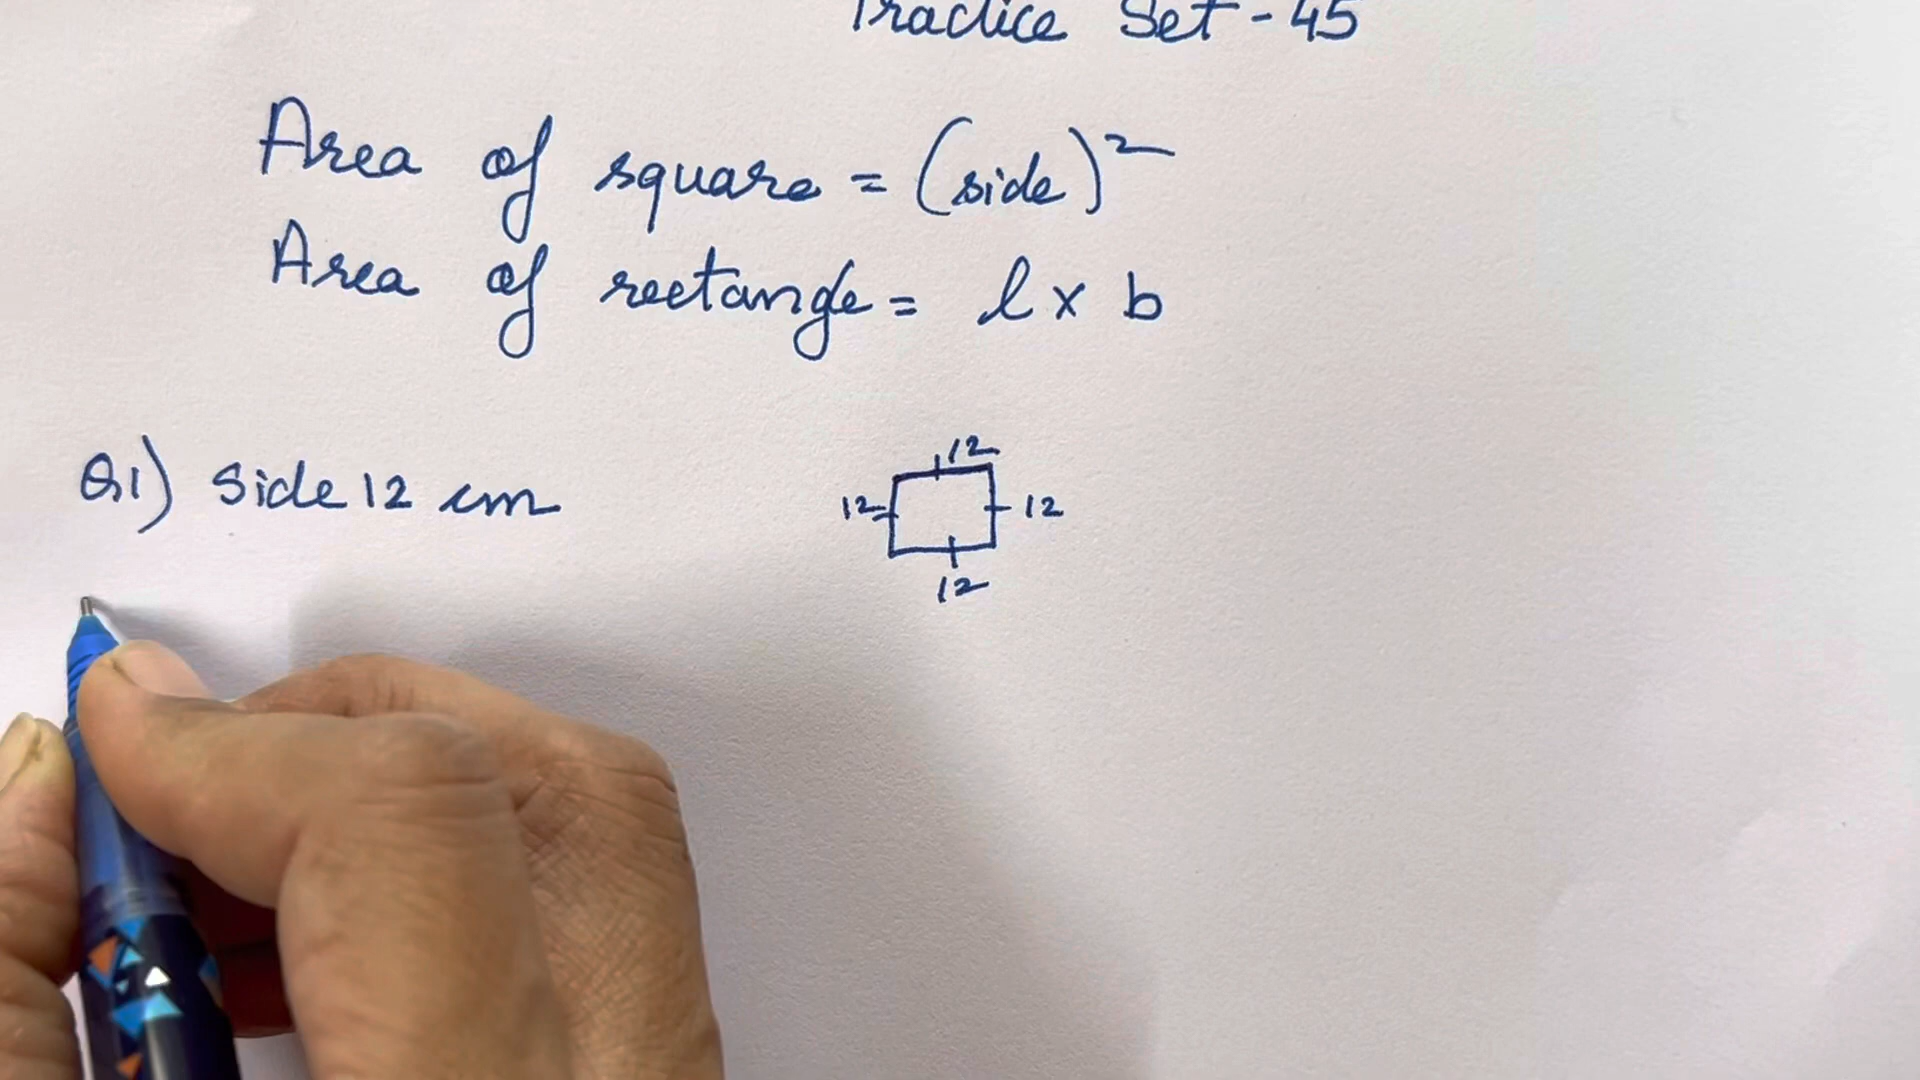 Practice Set - 45
Area of square = (side)²
Area of rectangle = l x b
Q1) Side 12 cm
12
12
12
12